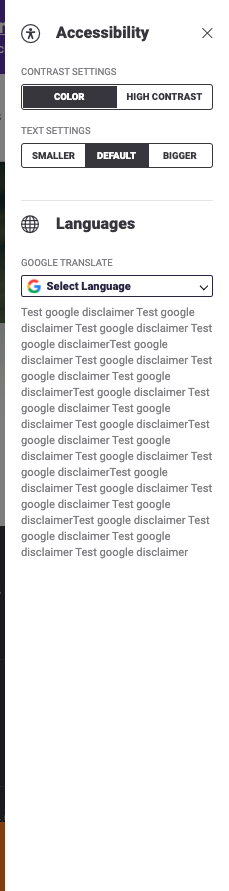 Accessibility
CONTRAST SETTINGS
COLOR HIGH CONTRAST
TEXT SETTINGS
SMALLER DEFAULT BIGGER
Languages
GOOGLE TRANSLATE
Select Language
Test google disclaimer Test google
disclaimer Test google disclaimer Test
google disclaimerTest google
disclaimer Test google disclaimer Test
google disclaimer Test google
disclaimerTest google disclaimer Test
google disclaimer Test google
disclaimer Test google disclaimerTest
google disclaimer Test google
disclaimer Test google disclaimer Test
google disclaimerTest google
disclaimer Test google disclaimer Test
google disclaimer Test google
disclaimerTest google disclaimer Test
google disclaimer Test google
disclaimer Test google disclaimer